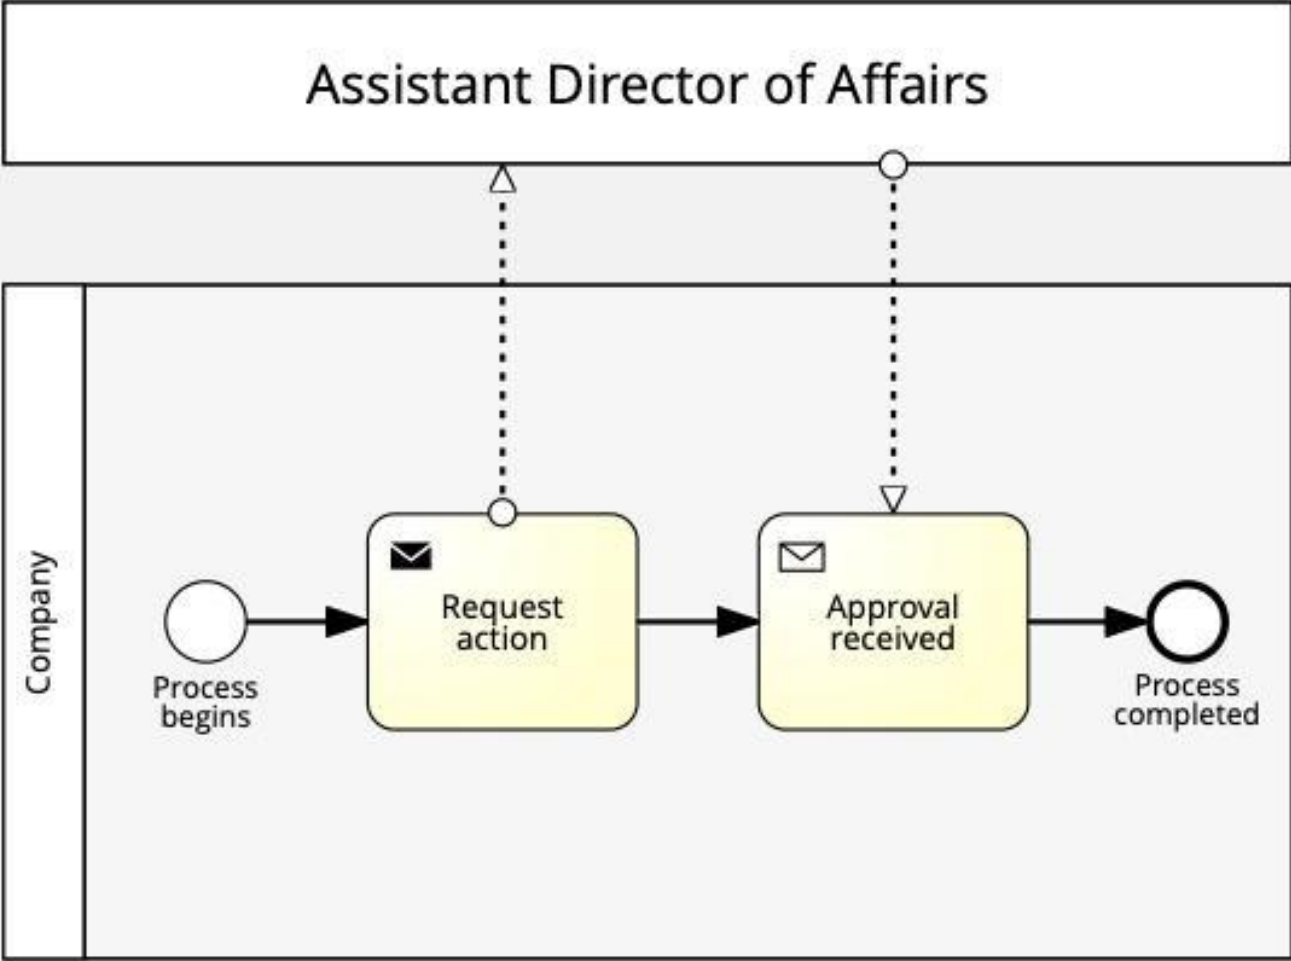 Assistant Director of Affairs
Company
Process
begins
Request
action
Approval
received
Process
completed